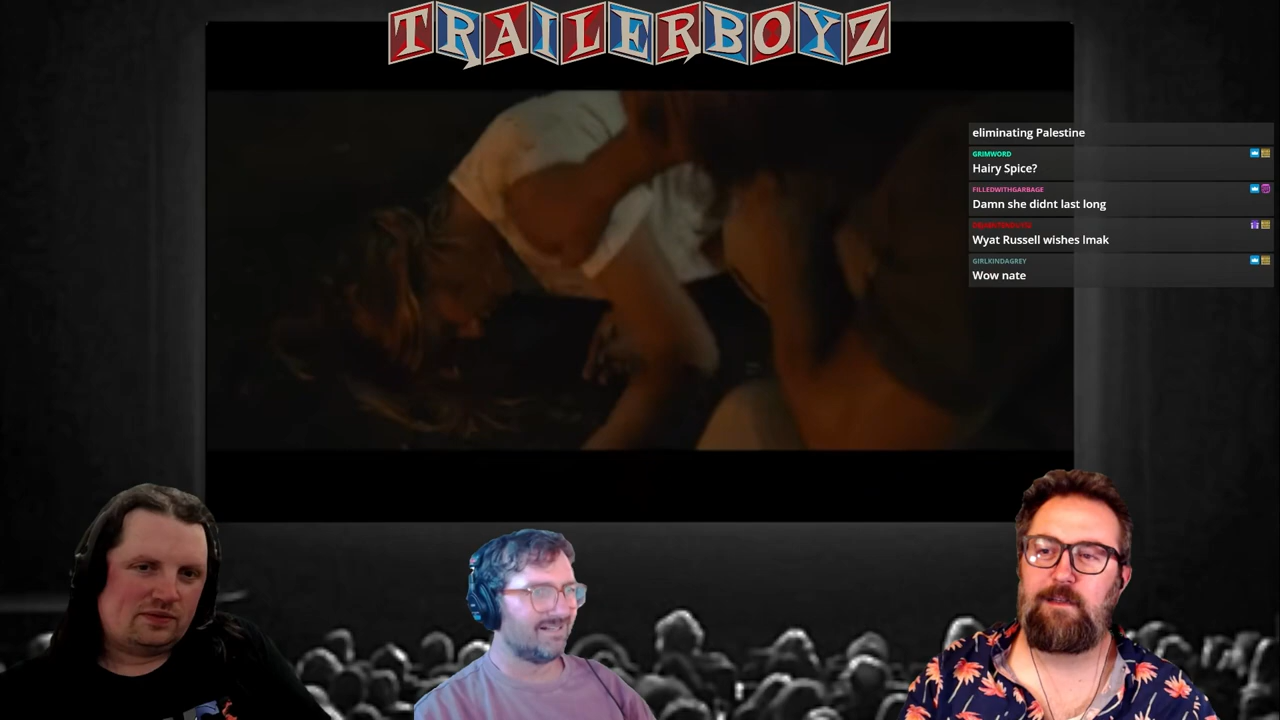 TRAILERBOYZ
eliminating Palestine
GRIMWORD
Hairy Spice?
FILLEDWITHGARBAGE
Damn she didnt last long
Wyat Russell wishes lmak
GIRLKINDAGREY
Wow nate